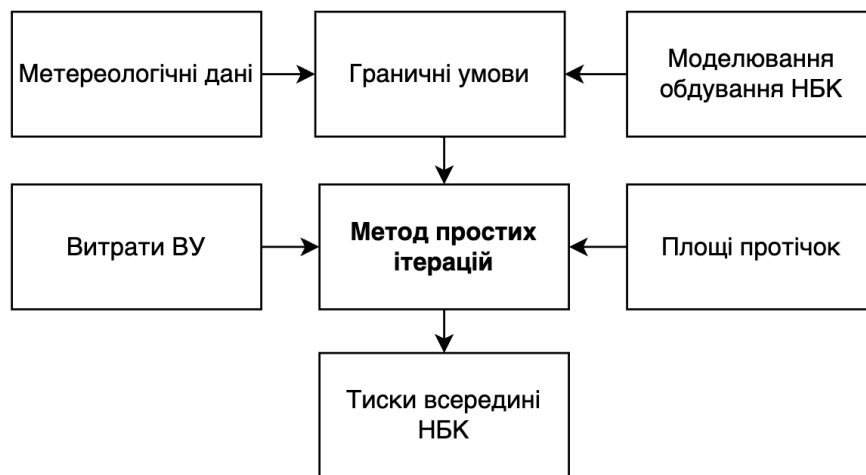 Метереологічні дані
Граничні умови
Моделювання
обдування НБК
Витрати ВУ
Метод простих
ітерацій
Площі протічок
Тиски всередині
НБК